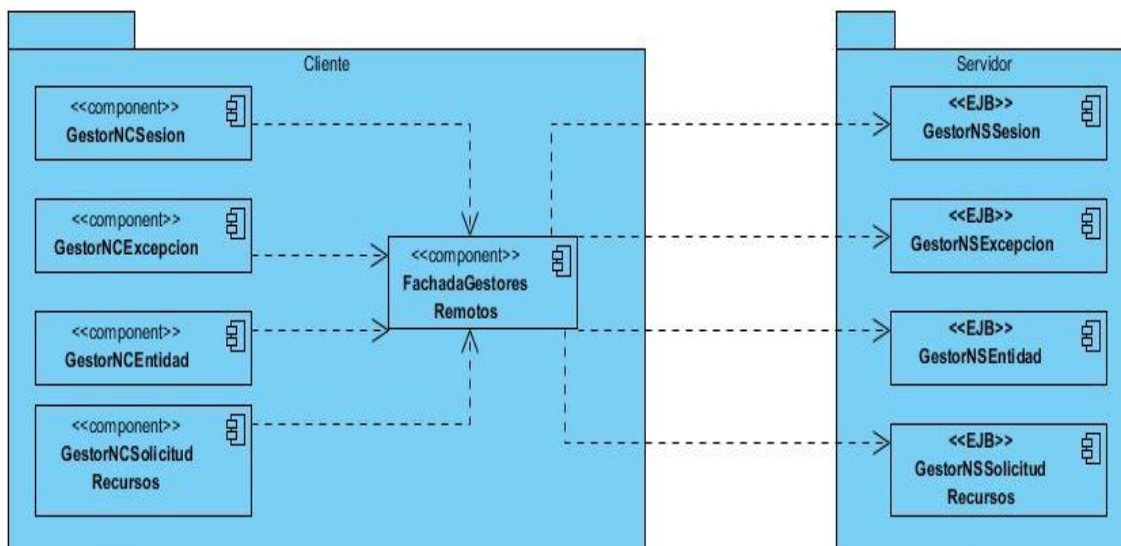 Cliente
<<component>>
GestorNCSesion
<<component>>
GestorNCExcepcion
<<component>>
GestorNCEntidad
<<component>>
GestorNCSolicitud
Recursos
<<component>>
FachadaGestores
Remotos
Servidor
<<EJB>>
GestorNSSesion
<<EJB>>
GestorNSExcepcion
<<EJB>>
GestorNSEntidad
<<EJB>>
GestorNSSolicitud
Recursos